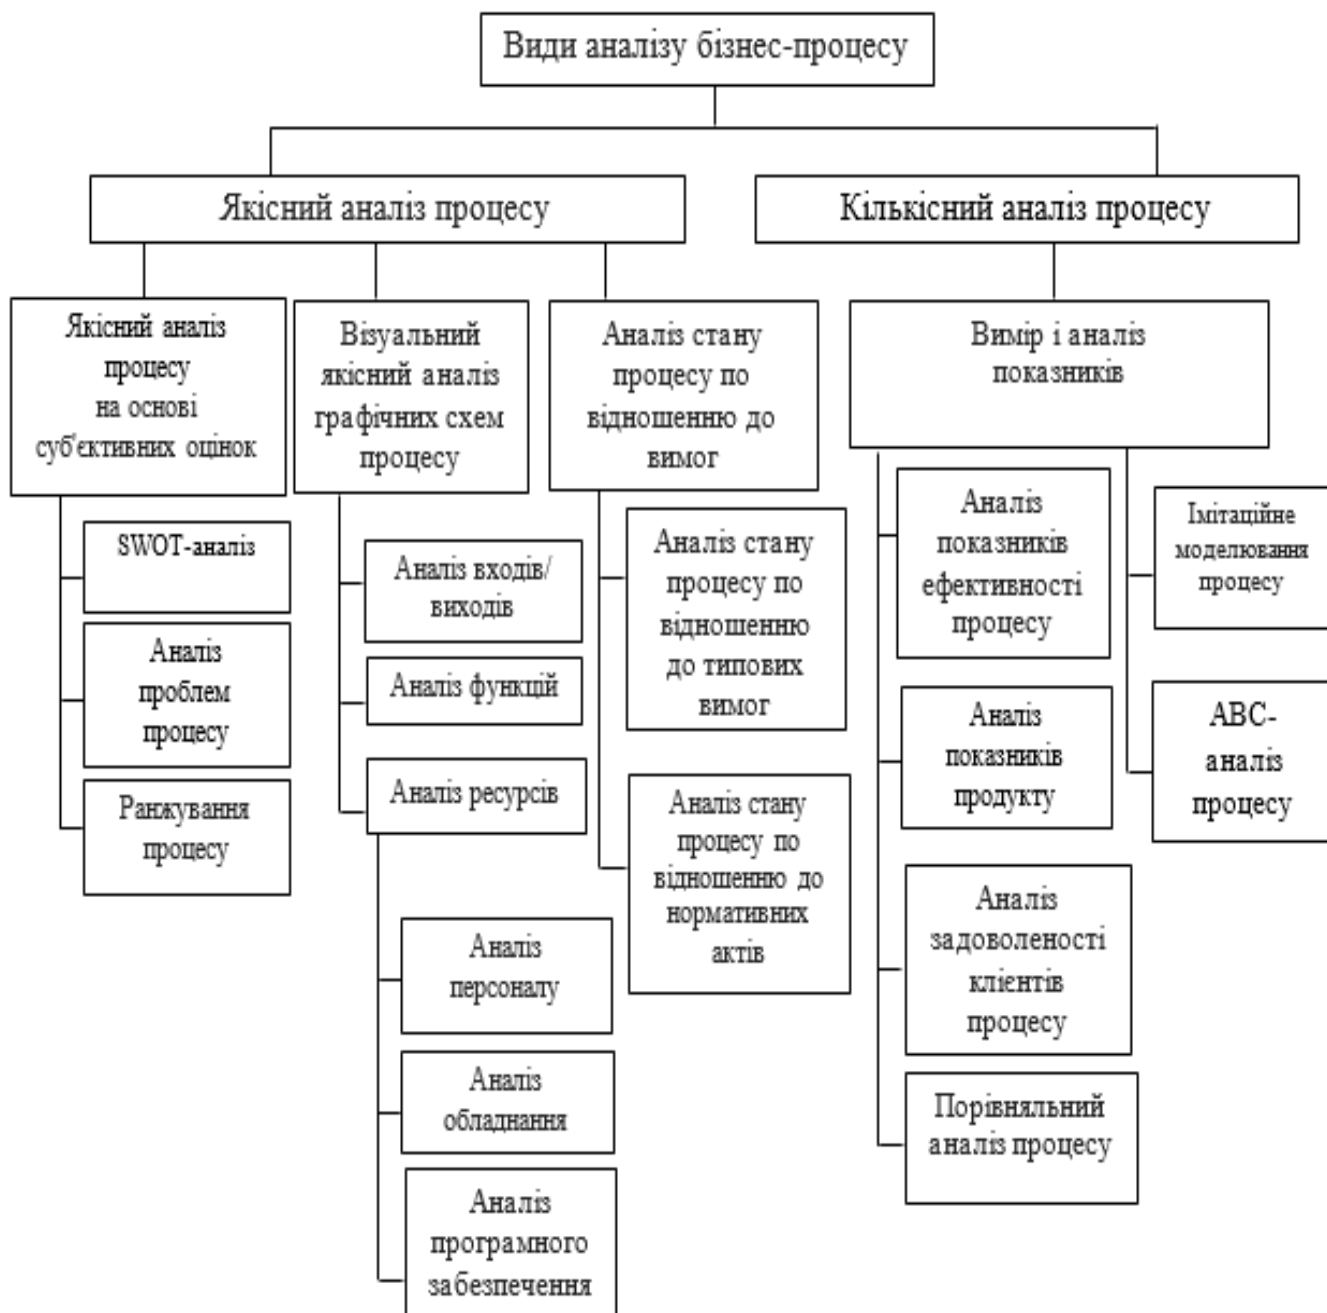 Види аналізу бізнес-процесу
Якісний аналіз процесу
Кількісний аналіз процесу
Якісний аналіз
процесу
на основі
суб'єктивних оцінок
SWOT-аналіз
Аналіз
проблем
процесу
Ранжування
процесу
Візуальний
якісний аналіз
графічних схем
процесу
Аналіз входів/
виходів
Аналіз функцій
Аналіз ресурсів
Аналіз
персоналу
Аналіз
обладнання
Аналіз
програмного
забезпечення
Аналіз стану
процесу по
відношенню до
вимог
Аналіз стану
процесу по
відношенню
до типових
вимог
Аналіз стану
процесу по
відношенню до
нормативних
актів
Вимір і аналіз
показників
Аналіз
показників
ефективності
процесу
Аналіз
показників
продукту
Аналіз
задоволеності
клієнтів
процесу
Порівняльний
аналіз процесу
Імітаційне
моделювання
процесу
ABC-
аналіз
процесу